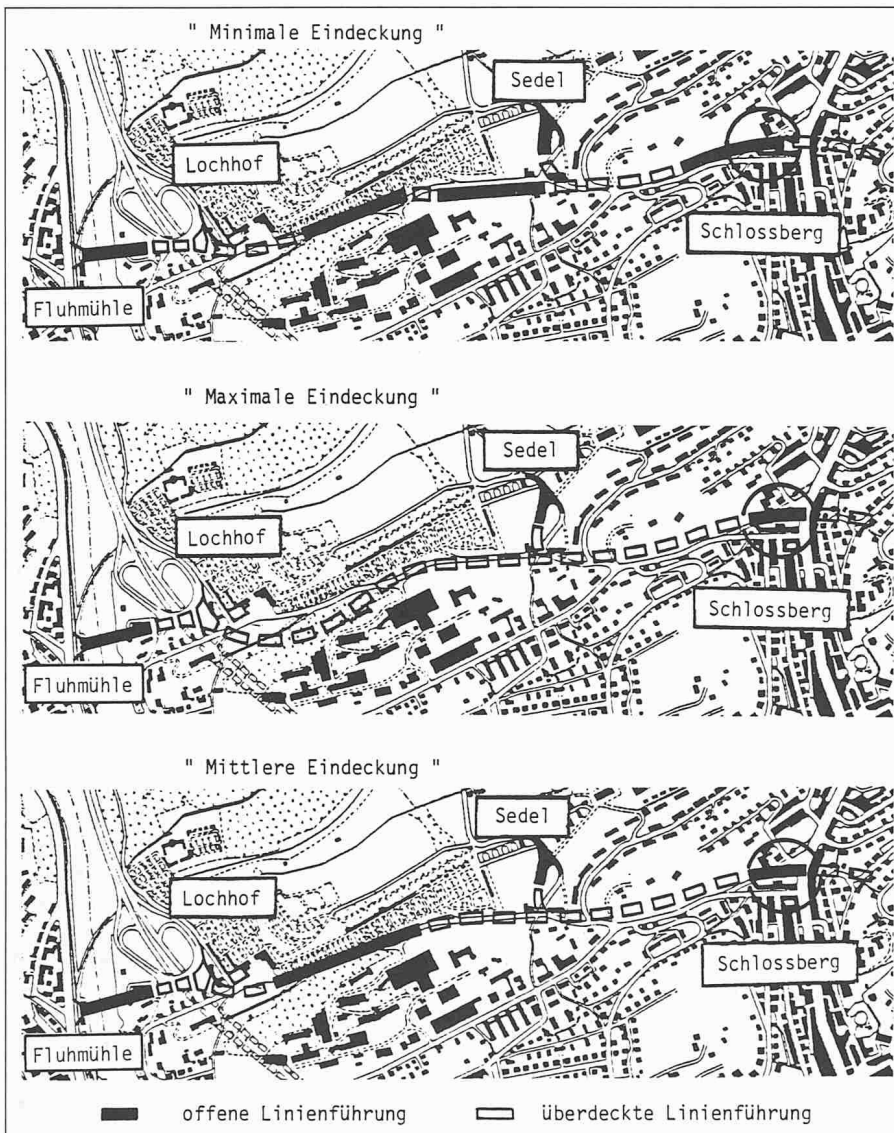 " Minimale Eindeckung "
Sedel
Lochhof
Schlossberg
Fluhmühle
" Maximale Eindeckung "
Sedel
Lochhof
Schlossberg
Fluhmühle
" Mittlere Eindeckung "
Sedel
Lochhof
Schlossberg
Fluhmühle
offene Linienführung
überdeckte Linienführung